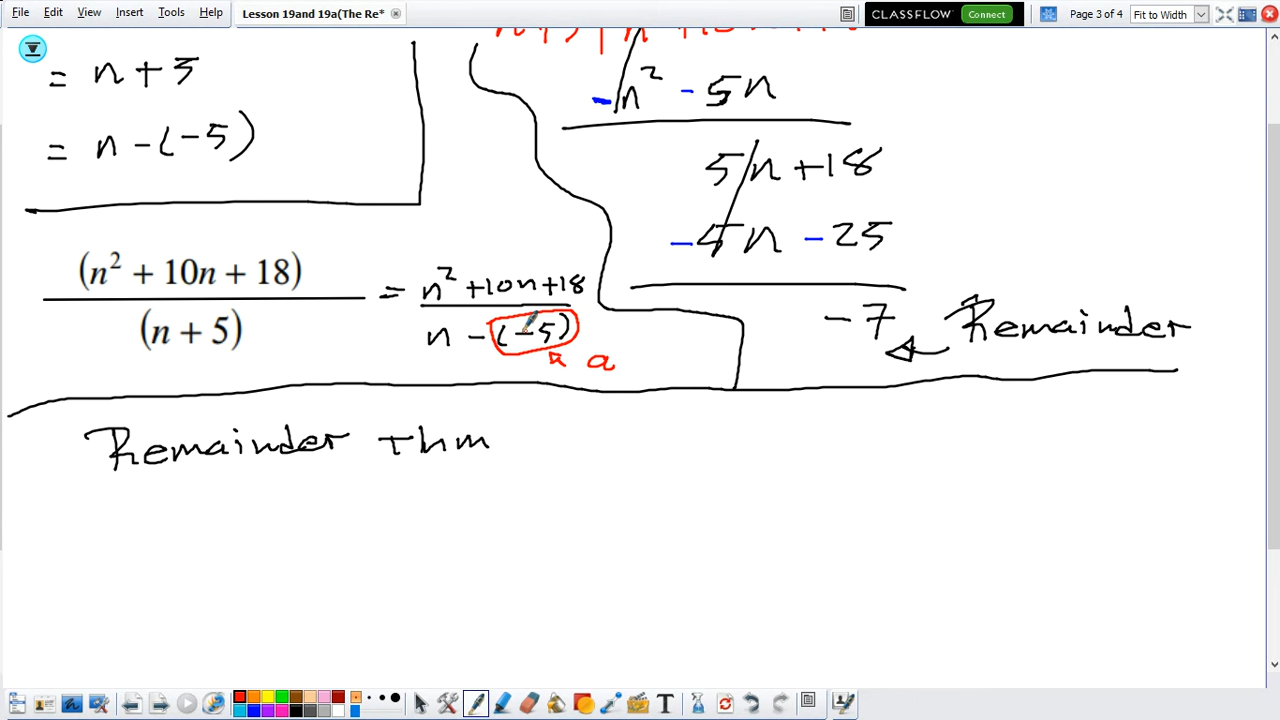 File Edit View Insert Tools Help Lesson 19and 19a(The Re* CLASSFLOW Connect Page 3 of 4 Fit to Width
= n + 5
= n - (-5)
- n² - 5n
5n + 18
- 5n - 25
- 7 Remainder
(n² + 10n + 18) / (n + 5) = n² + 10n + 18 / n - (-5)
a
Remainder Thm